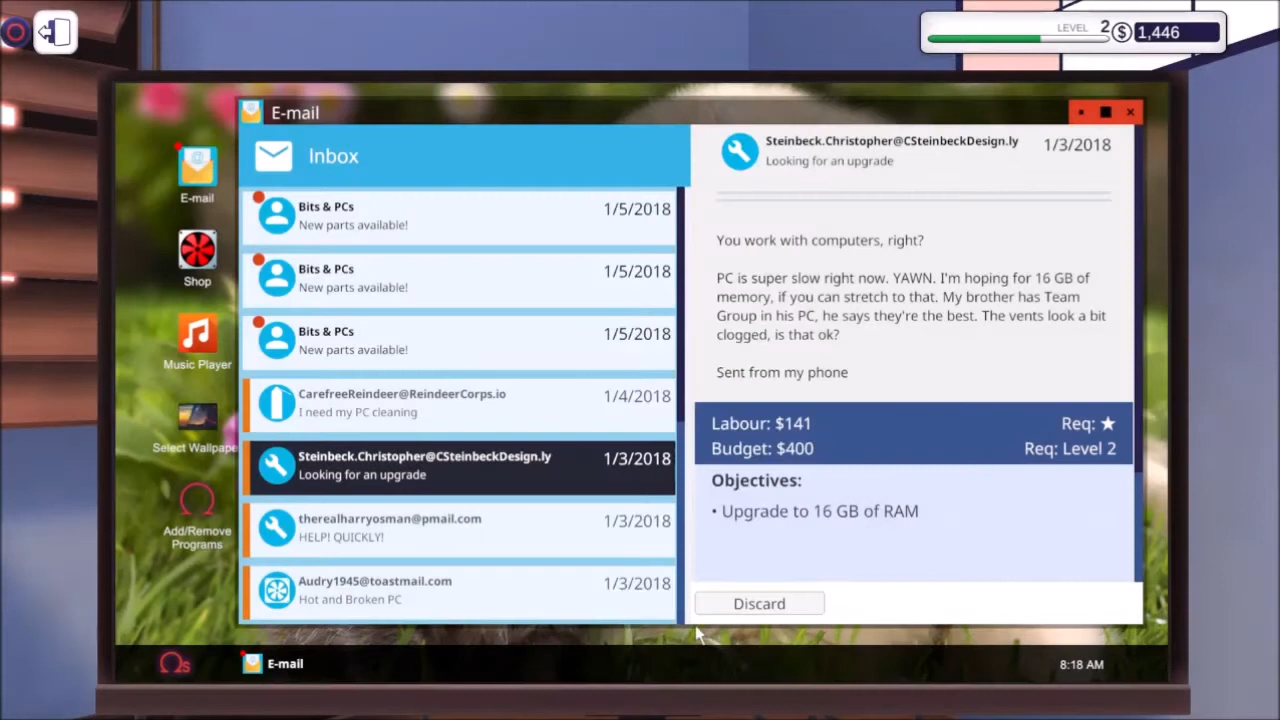 LEVEL 2 $ 1,446
E-mail
Inbox
E-mail
Shop
Music Player
Select Wallpape
Add/Remove
Programs
Bits & PCs 1/5/2018
New parts available!
Bits & PCs 1/5/2018
New parts available!
Bits & PCs 1/5/2018
New parts available!
CarefreeReindeer@ReindeerCorps.io 1/4/2018
I need my PC cleaning
Steinbeck.Christopher@CSteinbeckDesign.ly 1/3/2018
Looking for an upgrade
therealharryosman@pmail.com 1/3/2018
HELP! QUICKLY!
Audry1945@toastmail.com 1/3/2018
Hot and Broken PC
Steinbeck.Christopher@CSteinbeckDesign.ly 1/3/2018
Looking for an upgrade
You work with computers, right?
PC is super slow right now. YAWN. I'm hoping for 16 GB of
memory, if you can stretch to that. My brother has Team
Group in his PC, he says they're the best. The vents look a bit
clogged, is that ok?
Sent from my phone
Labour: $141 Req: ★
Budget: $400 Req: Level 2
Objectives:
• Upgrade to 16 GB of RAM
Discard
Ωs E-mail 8:18 AM